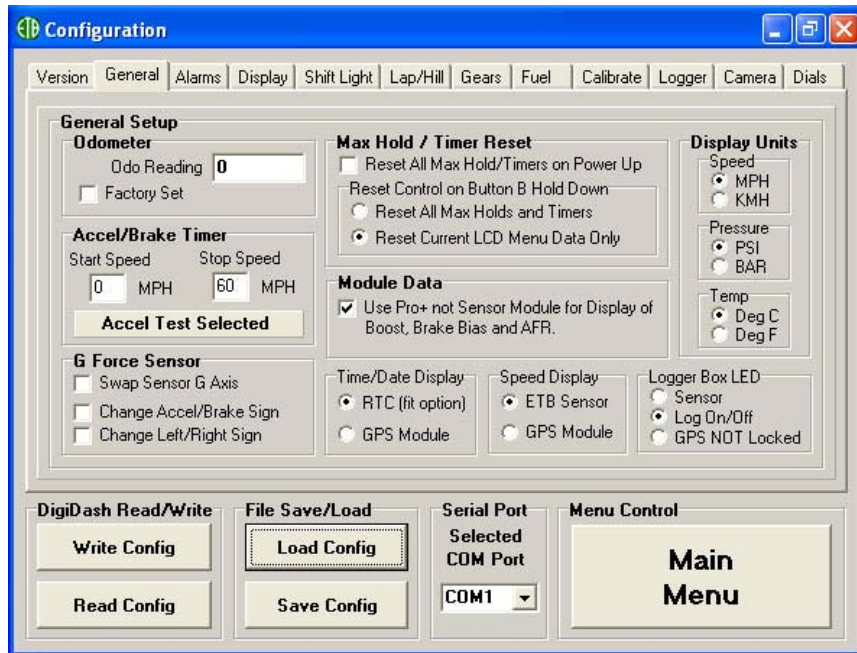 ETB Configuration
Version General Alarms Display Shift Light Lap/Hill Gears Fuel Calibrate Logger Camera Dials
General Setup
Odometer
Odo Reading 0
Factory Set
Accel/Brake Timer
Start Speed Stop Speed
0 MPH 60 MPH
Accel Test Selected
G Force Sensor
Swap Sensor G Axis
Change Accel/Brake Sign
Change Left/Right Sign
Max Hold / Timer Reset
Reset All Max Hold/Timers on Power Up
Reset Control on Button B Hold Down
Reset All Max Holds and Timers
Reset Current LCD Menu Data Only
Module Data
Use Pro+ not Sensor Module for Display of
Boost, Brake Bias and AFR.
Time/Date Display
RTC (fit option)
GPS Module
Speed Display
ETB Sensor
GPS Module
Display Units
Speed
MPH
KMH
Pressure
PSI
BAR
Temp
Deg C
Deg F
Logger Box LED
Sensor
Log On/Off
GPS NOT Locked
DigiDash Read/Write
Write Config
Read Config
File Save/Load
Load Config
Save Config
Serial Port
Selected
COM Port
COM1
Menu Control
Main
Menu